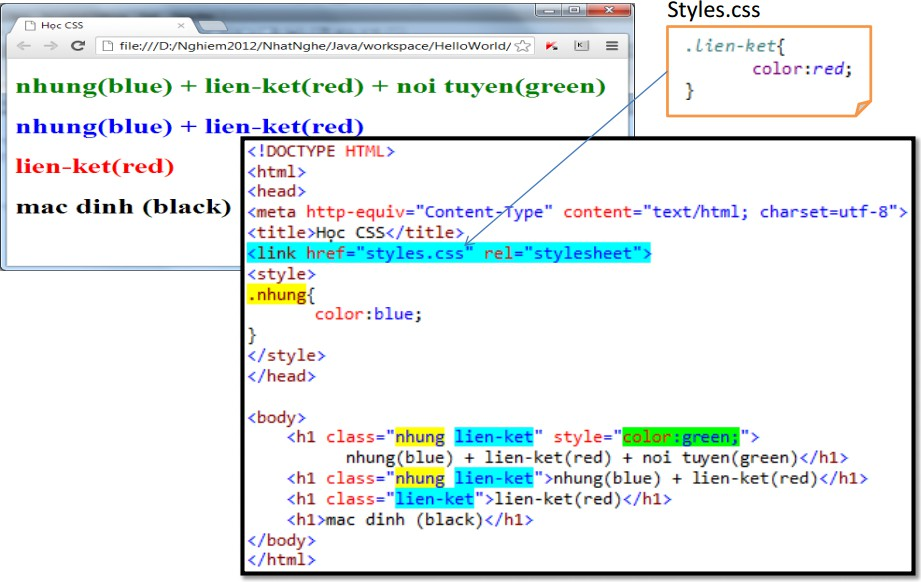 Học CSS
file:///D:/Nghiem2012/NhatNghe/Java/workspace/HelloWorld/
nhung(blue) + lien-ket(red) + noi tuyen(green)
nhung(blue) + lien-ket(red)
lien-ket(red)
mac dinh (black)
Styles.css
.lien-ket{
color:red;
}
<!DOCTYPE HTML>
<html>
<head>
<meta http-equiv="Content-Type" content="text/html; charset=utf-8">
<title>Học CSS</title>
<link href="styles.css" rel="stylesheet">
<style>
.nhung{
color:blue;
}
</style>
</head>
<body>
<h1 class="nhung lien-ket" style="color:green;">
nhung(blue) + lien-ket(red) + noi tuyen(green)</h1>
<h1 class="nhung lien-ket">nhung(blue) + lien-ket(red)</h1>
<h1 class="lien-ket">lien-ket(red)</h1>
<h1>mac dinh (black)</h1>
</body>
</html>